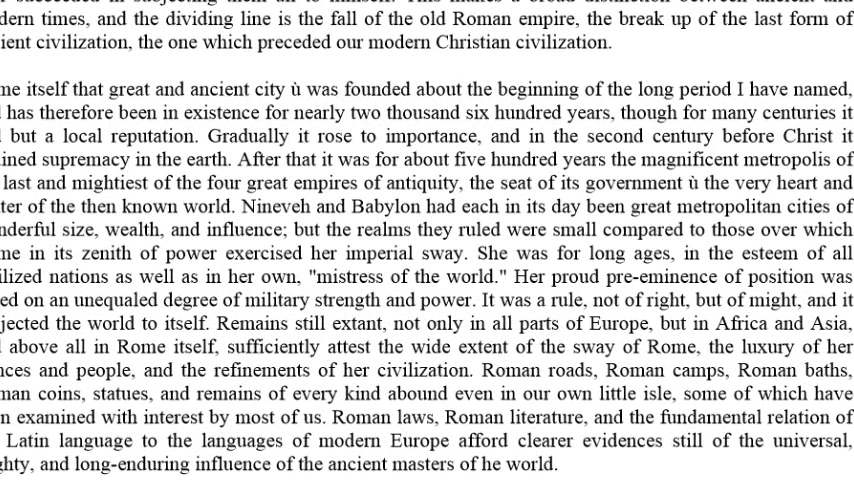 succeeded in subjecting them all to himself. This makes a broad distinction between ancient and
dern times, and the dividing line is the fall of the old Roman empire, the break up of the last form of
ient civilization, the one which preceded our modern Christian civilization.
me itself that great and ancient city ù was founded about the beginning of the long period I have named,
has therefore been in existence for nearly two thousand six hundred years, though for many centuries it
but a local reputation. Gradually it rose to importance, and in the second century before Christ it
ined supremacy in the earth. After that it was for about five hundred years the magnificent metropolis of
last and mightiest of the four great empires of antiquity, the seat of its government ù the very heart and
ter of the then known world. Nineveh and Babylon had each in its day been great metropolitan cities of
nderful size, wealth, and influence; but the realms they ruled were small compared to those over which
me in its zenith of power exercised her imperial sway. She was for long ages, in the esteem of all
ilized nations as well as in her own, "mistress of the world." Her proud pre-eminence of position was
ed on an unequaled degree of military strength and power. It was a rule, not of right, but of might, and it
jected the world to itself. Remains still extant, not only in all parts of Europe, but in Africa and Asia,
above all in Rome itself, sufficiently attest the wide extent of the sway of Rome, the luxury of her
nces and people, and the refinements of her civilization. Roman roads, Roman camps, Roman baths,
man coins, statues, and remains of every kind abound even in our own little isle, some of which have
n examined with interest by most of us. Roman laws, Roman literature, and the fundamental relation of
Latin language to the languages of modern Europe afford clearer evidences still of the universal,
ghty, and long-enduring influence of the ancient masters of he world.